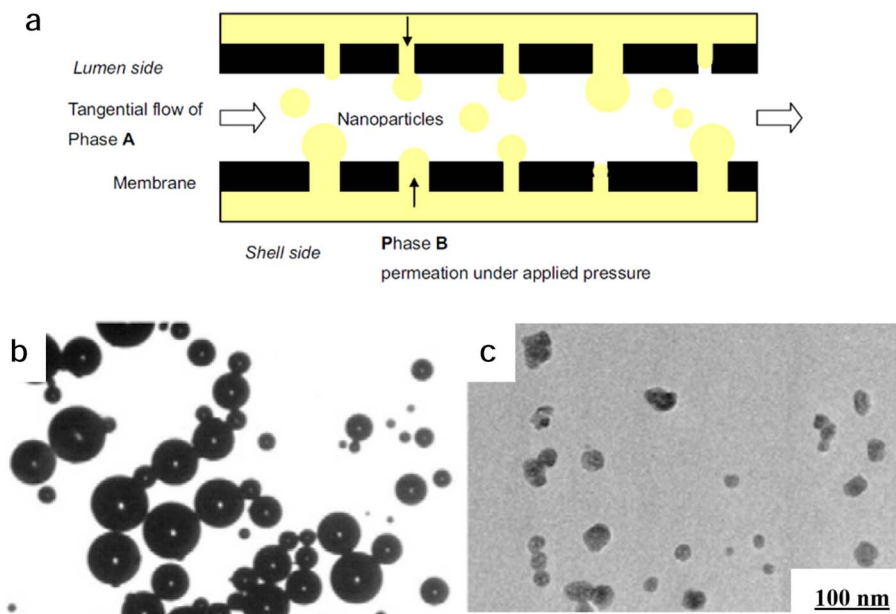 a
Lumen side
Tangential flow of
Phase A
Nanoparticles
Membrane
Shell side
Phase B
permeation under applied pressure
b
c
100 nm